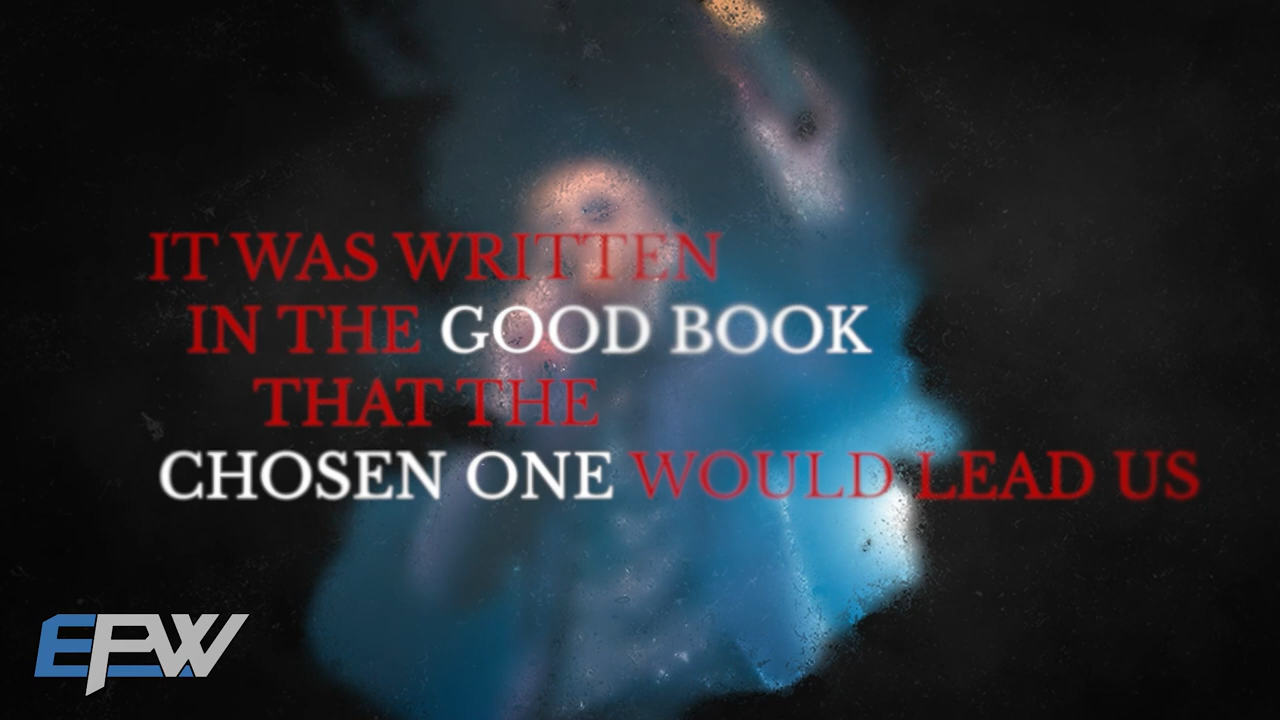 IT WAS WRITTEN
IN THE GOOD BOOK
THAT THE
CHOSEN ONE WOULD LEAD US
EPW